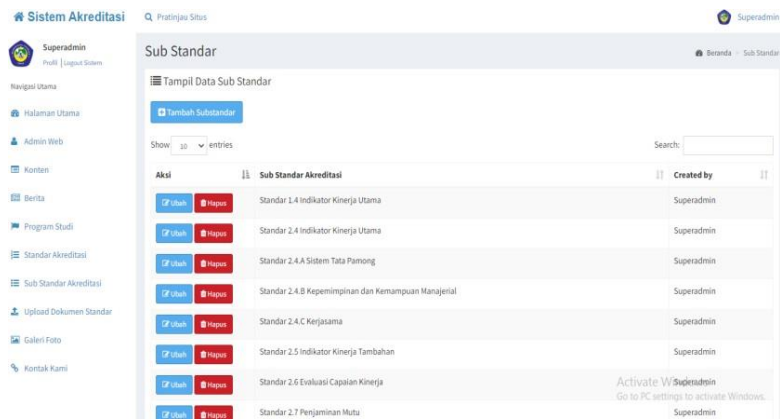 Sistem Akreditasi
Pratinjau Situs
Superadmin
Superadmin
Profil | Logout Sistem
Navigasi Utama
Halaman Utama
Admin Web
Konten
Berita
Program Studi
Standar Akreditasi
Sub Standar Akreditasi
Upload Dokumen Standar
Galeri Foto
Kontak Kami
Sub Standar
Beranda > Sub Standar
Tampil Data Sub Standar
Tambah Substandar
Show 10 entries
Search:
Aksi Sub Standar Akreditasi Created by
Ubah Hapus Standar 1.4 Indikator Kinerja Utama Superadmin
Ubah Hapus Standar 2.4 Indikator Kinerja Utama Superadmin
Ubah Hapus Standar 2.4.A Sistem Tata Pamong Superadmin
Ubah Hapus Standar 2.4.B Kepemimpinan dan Kemampuan Manajerial Superadmin
Ubah Hapus Standar 2.4.C Kerjasama Superadmin
Ubah Hapus Standar 2.5 Indikator Kinerja Tambahan Superadmin
Ubah Hapus Standar 2.6 Evaluasi Capaian Kinerja Superadmin
Ubah Hapus Standar 2.7 Penjaminan Mutu Superadmin
Activate Windows
Go to PC settings to activate Windows.